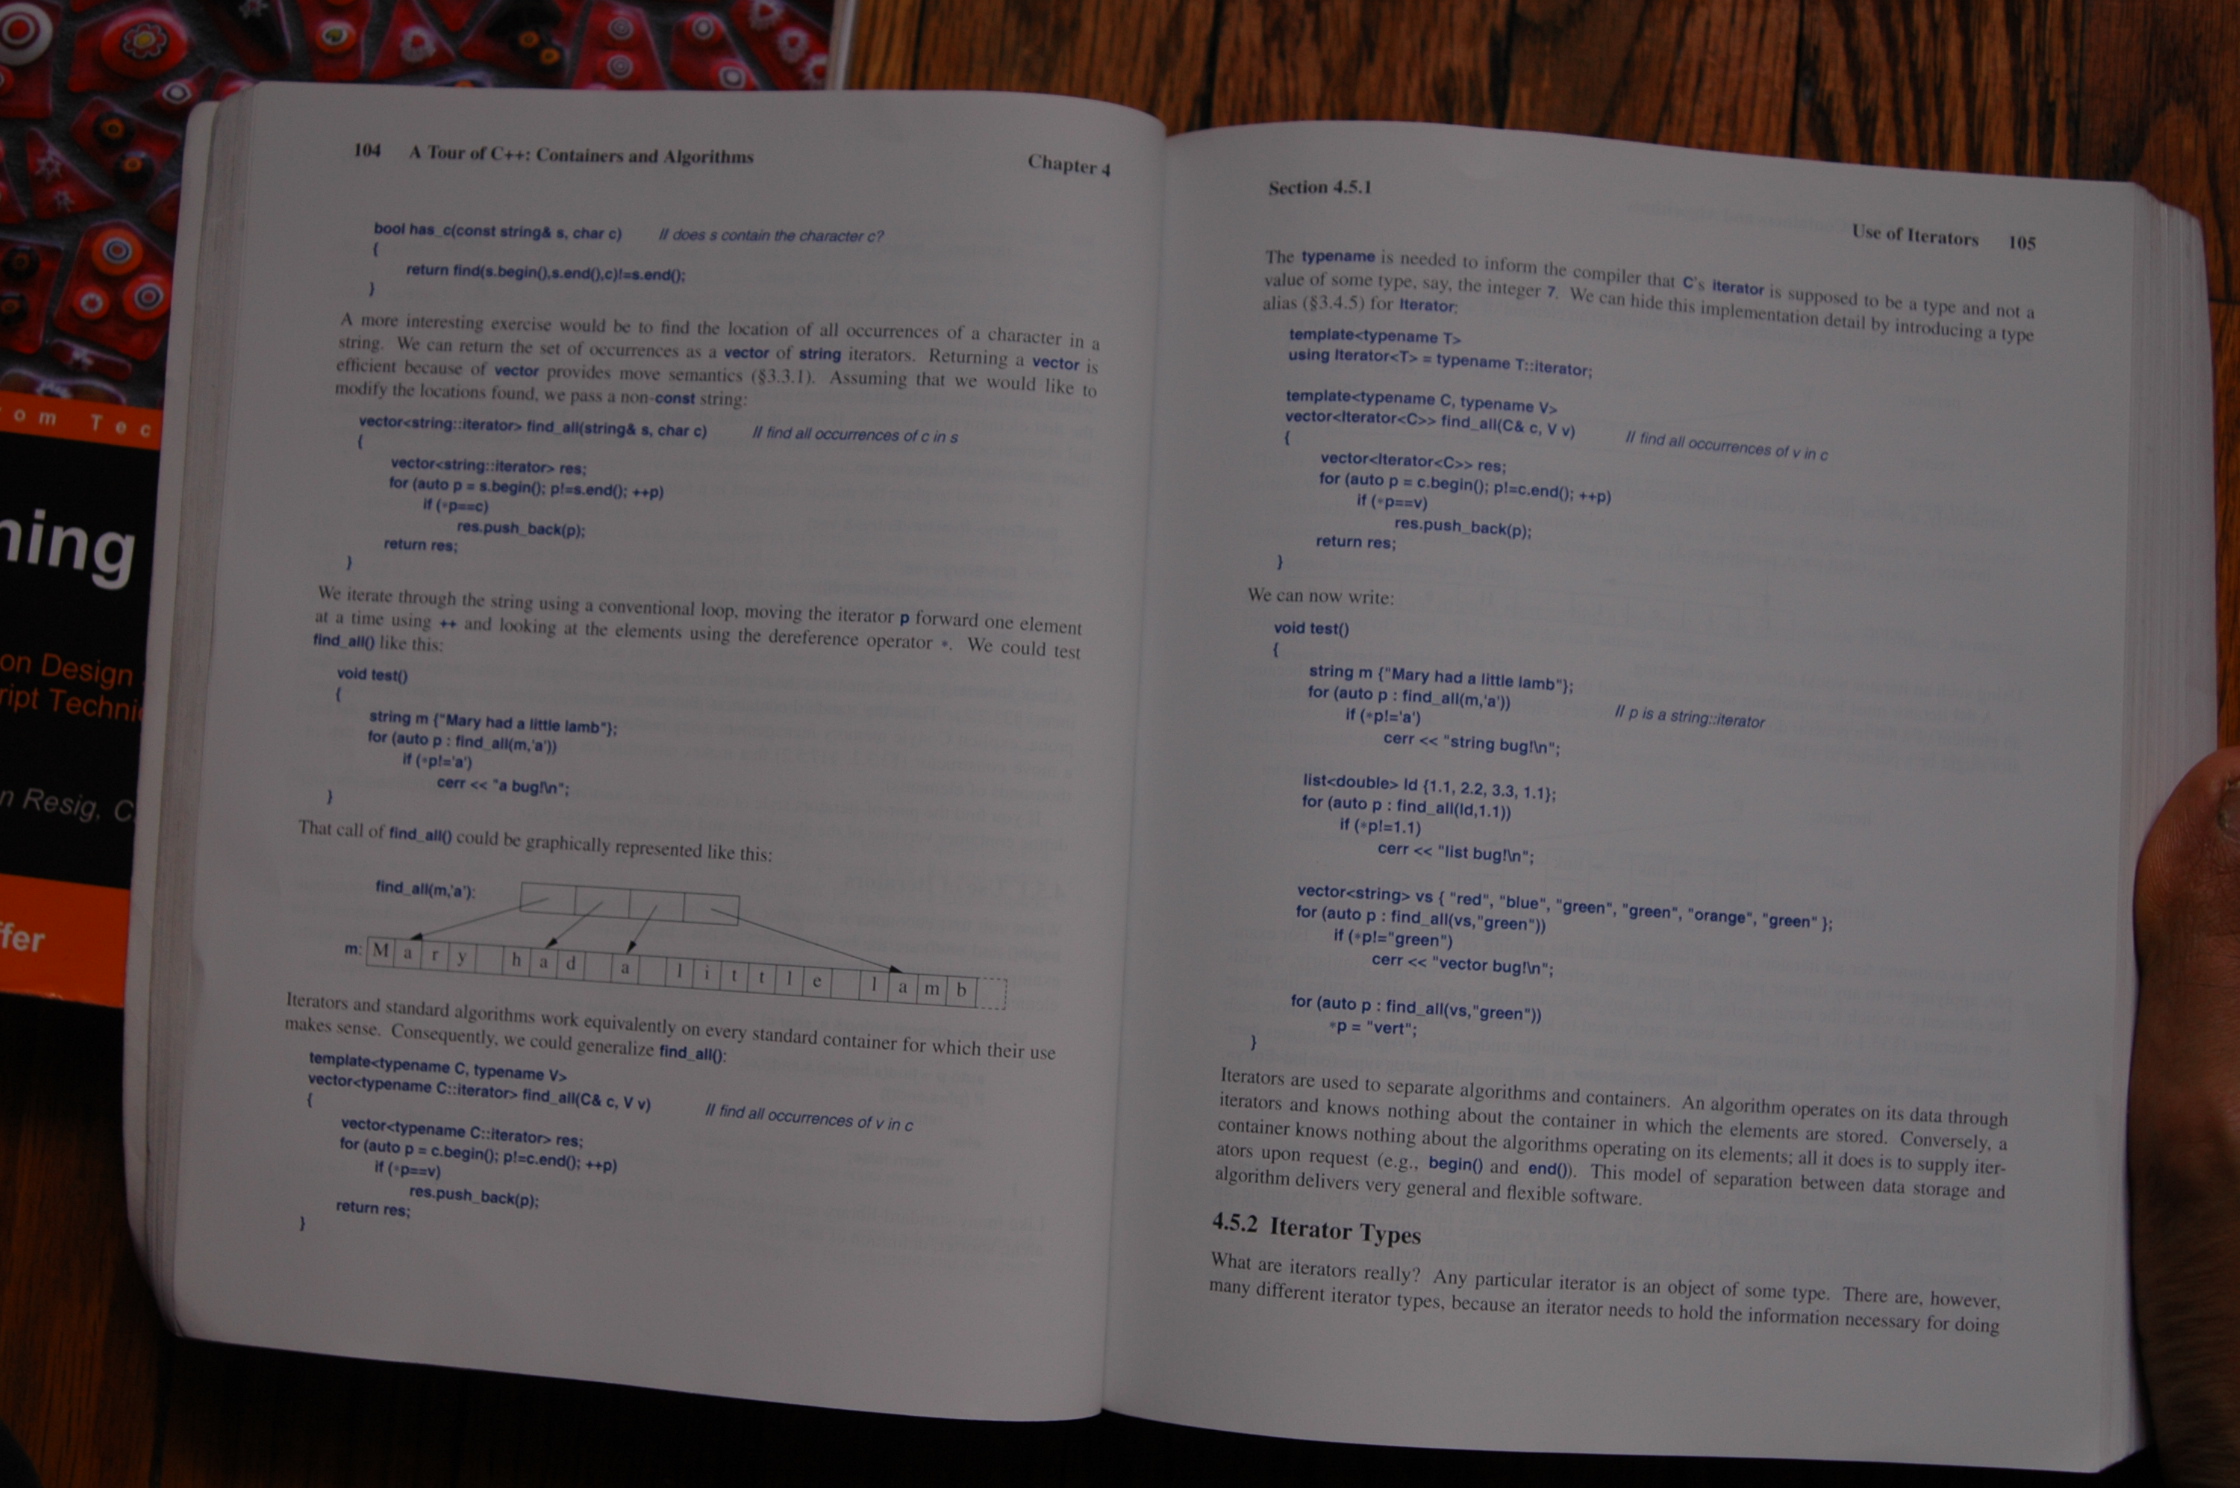 om Tec
ning
on Design
ript Techni
n Resig, C
ffer
104 A Tour of C++: Containers and Algorithms Chapter 4
bool has_c(const string& s, char c) // does s contain the character c?
{
return find(s.begin(),s.end(),c)!=s.end();
}
A more interesting exercise would be to find the location of all occurrences of a character in a
string. We can return the set of occurrences as a vector of string iterators. Returning a vector is
efficient because of vector provides move semantics (§3.3.1). Assuming that we would like to
modify the locations found, we pass a non-const string:
vector<string::iterator> find_all(string& s, char c) // find all occurrences of c in s
{
vector<string::iterator> res;
for (auto p = s.begin(); p!=s.end(); ++p)
if (*p==c)
res.push_back(p);
return res;
}
We iterate through the string using a conventional loop, moving the iterator p forward one element
at a time using ++ and looking at the elements using the dereference operator *. We could test
find_all() like this:
void test()
{
string m {"Mary had a little lamb"};
for (auto p : find_all(m,'a'))
if (*p!='a')
cerr << "a bug!\n";
}
That call of find_all() could be graphically represented like this:
find_all(m,'a'):
m: M a r y h a d a l i t t l e l a m b
Iterators and standard algorithms work equivalently on every standard container for which their use
makes sense. Consequently, we could generalize find_all():
template<typename C, typename V>
vector<typename C::iterator> find_all(C& c, V v) // find all occurrences of v in c
{
vector<typename C::iterator> res;
for (auto p = c.begin(); p!=c.end(); ++p)
if (*p==v)
res.push_back(p);
return res;
}
Section 4.5.1 Use of Iterators 105
The typename is needed to inform the compiler that C's iterator is supposed to be a type and not a
value of some type, say, the integer 7. We can hide this implementation detail by introducing a type
alias (§3.4.5) for Iterator:
template<typename T>
using Iterator<T> = typename T::iterator;
template<typename C, typename V>
vector<Iterator<C>> find_all(C& c, V v) // find all occurrences of v in c
{
vector<Iterator<C>> res;
for (auto p = c.begin(); p!=c.end(); ++p)
if (*p==v)
res.push_back(p);
return res;
}
We can now write:
void test()
{
string m {"Mary had a little lamb"};
for (auto p : find_all(m,'a')) // p is a string::iterator
if (*p!='a')
cerr << "string bug!\n";
list<double> ld {1.1, 2.2, 3.3, 1.1};
for (auto p : find_all(ld,1.1))
if (*p!=1.1)
cerr << "list bug!\n";
vector<string> vs { "red", "blue", "green", "green", "orange", "green" };
for (auto p : find_all(vs,"green"))
if (*p!="green")
cerr << "vector bug!\n";
for (auto p : find_all(vs,"green"))
*p = "vert";
}
Iterators are used to separate algorithms and containers. An algorithm operates on its data through
iterators and knows nothing about the container in which the elements are stored. Conversely, a
container knows nothing about the algorithms operating on its elements; all it does is to supply iter-
ators upon request (e.g., begin() and end()). This model of separation between data storage and
algorithm delivers very general and flexible software.
4.5.2 Iterator Types
What are iterators really? Any particular iterator is an object of some type. There are, however,
many different iterator types, because an iterator needs to hold the information necessary for doing